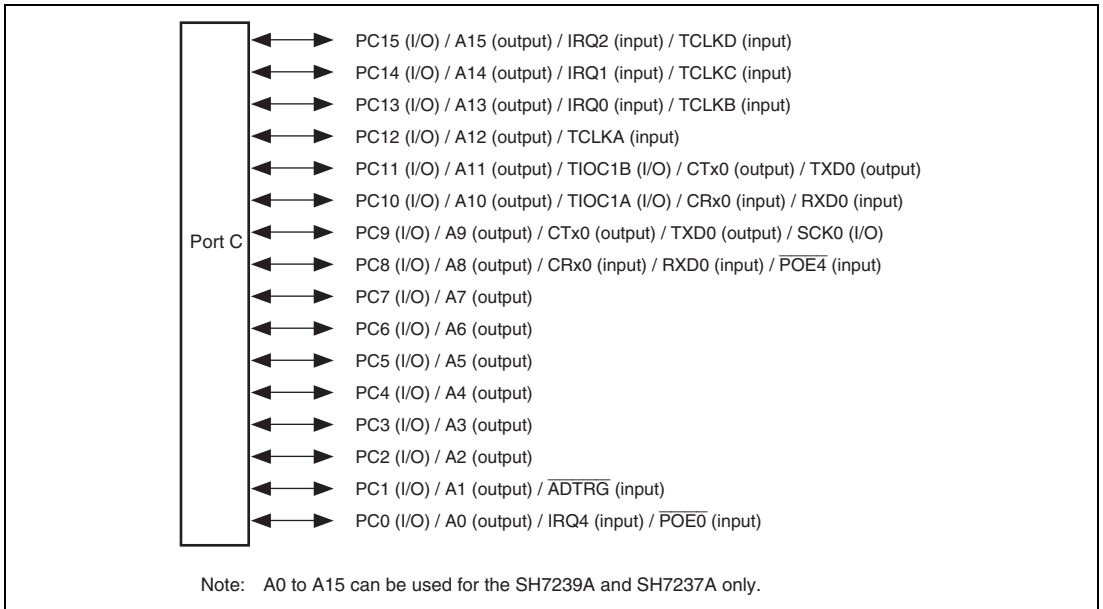 Port C
PC15 (I/O) / A15 (output) / IRQ2 (input) / TCLKD (input)
PC14 (I/O) / A14 (output) / IRQ1 (input) / TCLKC (input)
PC13 (I/O) / A13 (output) / IRQ0 (input) / TCLKB (input)
PC12 (I/O) / A12 (output) / TCLKA (input)
PC11 (I/O) / A11 (output) / TIOC1B (I/O) / CTx0 (output) / TXD0 (output)
PC10 (I/O) / A10 (output) / TIOC1A (I/O) / CRx0 (input) / RXD0 (input)
PC9 (I/O) / A9 (output) / CTx0 (output) / TXD0 (output) / SCK0 (I/O)
PC8 (I/O) / A8 (output) / CRx0 (input) / RXD0 (input) / P̅O̅E̅4̅ (input)
PC7 (I/O) / A7 (output)
PC6 (I/O) / A6 (output)
PC5 (I/O) / A5 (output)
PC4 (I/O) / A4 (output)
PC3 (I/O) / A3 (output)
PC2 (I/O) / A2 (output)
PC1 (I/O) / A1 (output) / A̅D̅T̅R̅G̅ (input)
PC0 (I/O) / A0 (output) / IRQ4 (input) / P̅O̅E̅0̅ (input)
Note: A0 to A15 can be used for the SH7239A and SH7237A only.